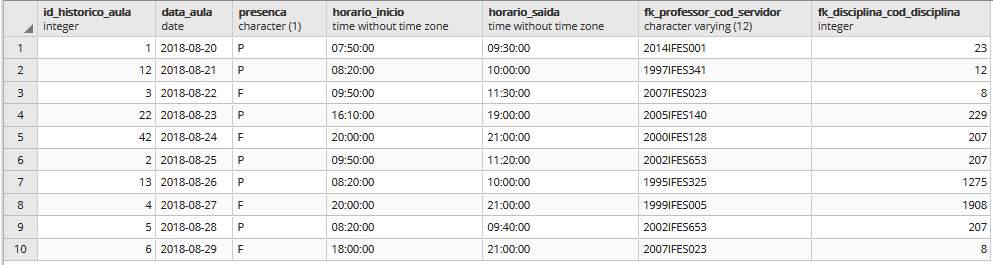 id_historico_aula data_aula presenca horario_inicio horario_saida fk_professor_cod_servidor fk_disciplina_cod_disciplina
integer date character (1) time without time zone time without time zone character varying (12) integer
1 1 2018-08-20 P 07:50:00 09:30:00 2014IFES001 23
2 12 2018-08-21 P 08:20:00 10:00:00 1997IFES341 12
3 3 2018-08-22 F 09:50:00 11:30:00 2007IFES023 8
4 22 2018-08-23 P 16:10:00 19:00:00 2005IFES140 229
5 42 2018-08-24 F 20:00:00 21:00:00 2000IFES128 207
6 2 2018-08-25 P 09:50:00 11:20:00 2002IFES653 207
7 13 2018-08-26 P 08:20:00 10:00:00 1995IFES325 1275
8 4 2018-08-27 F 20:00:00 21:00:00 1999IFES005 1908
9 5 2018-08-28 P 08:20:00 09:40:00 2002IFES653 207
10 6 2018-08-29 F 18:00:00 21:00:00 2007IFES023 8